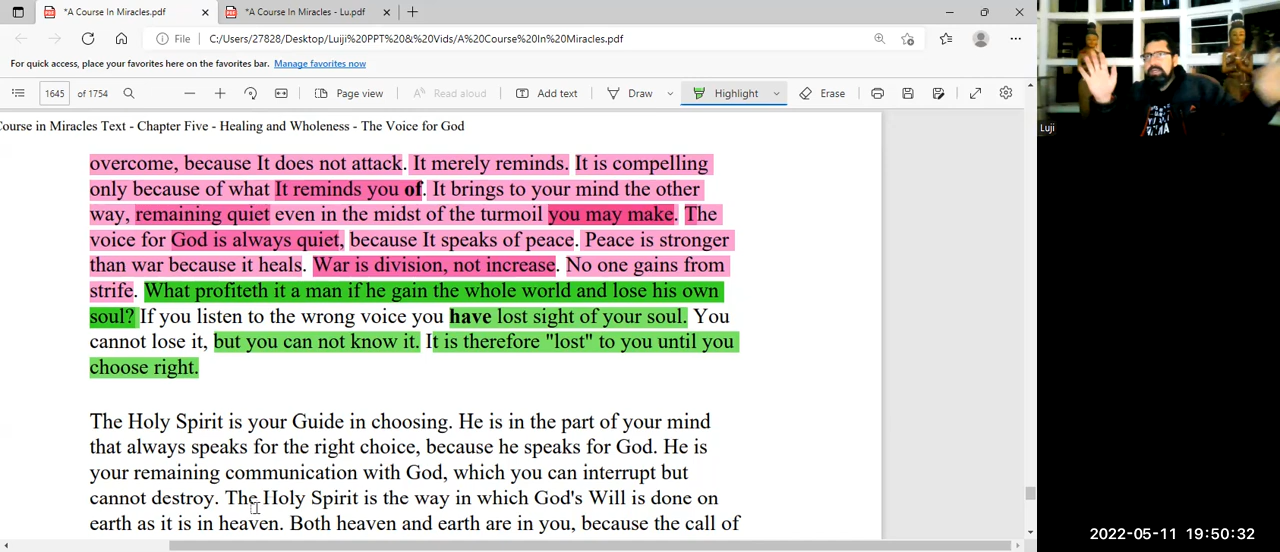 *A Course In Miracles.pdf
*A Course In Miracles - Lu.pdf
File
C:/Users/27828/Desktop/Luiji%20PPT%20&%20Vids/A%20Course%20In%20Miracles.pdf
For quick access, place your favorites here on the favorites bar. Manage favorites now
1645 of 1754
Page view
Read aloud
Add text
Draw
Highlight
Erase
Course in Miracles Text - Chapter Five - Healing and Wholeness - The Voice for God
overcome, because It does not attack. It merely reminds. It is compelling
only because of what It reminds you of. It brings to your mind the other
way, remaining quiet even in the midst of the turmoil you may make. The
voice for God is always quiet, because It speaks of peace. Peace is stronger
than war because it heals. War is division, not increase. No one gains from
strife. What profiteth it a man if he gain the whole world and lose his own
soul? If you listen to the wrong voice you have lost sight of your soul. You
cannot lose it, but you can not know it. It is therefore "lost" to you until you
choose right.
The Holy Spirit is your Guide in choosing. He is in the part of your mind
that always speaks for the right choice, because he speaks for God. He is
your remaining communication with God, which you can interrupt but
cannot destroy. The Holy Spirit is the way in which God's Will is done on
earth as it is in heaven. Both heaven and earth are in you, because the call of
Luji
2022-05-11 19:50:32